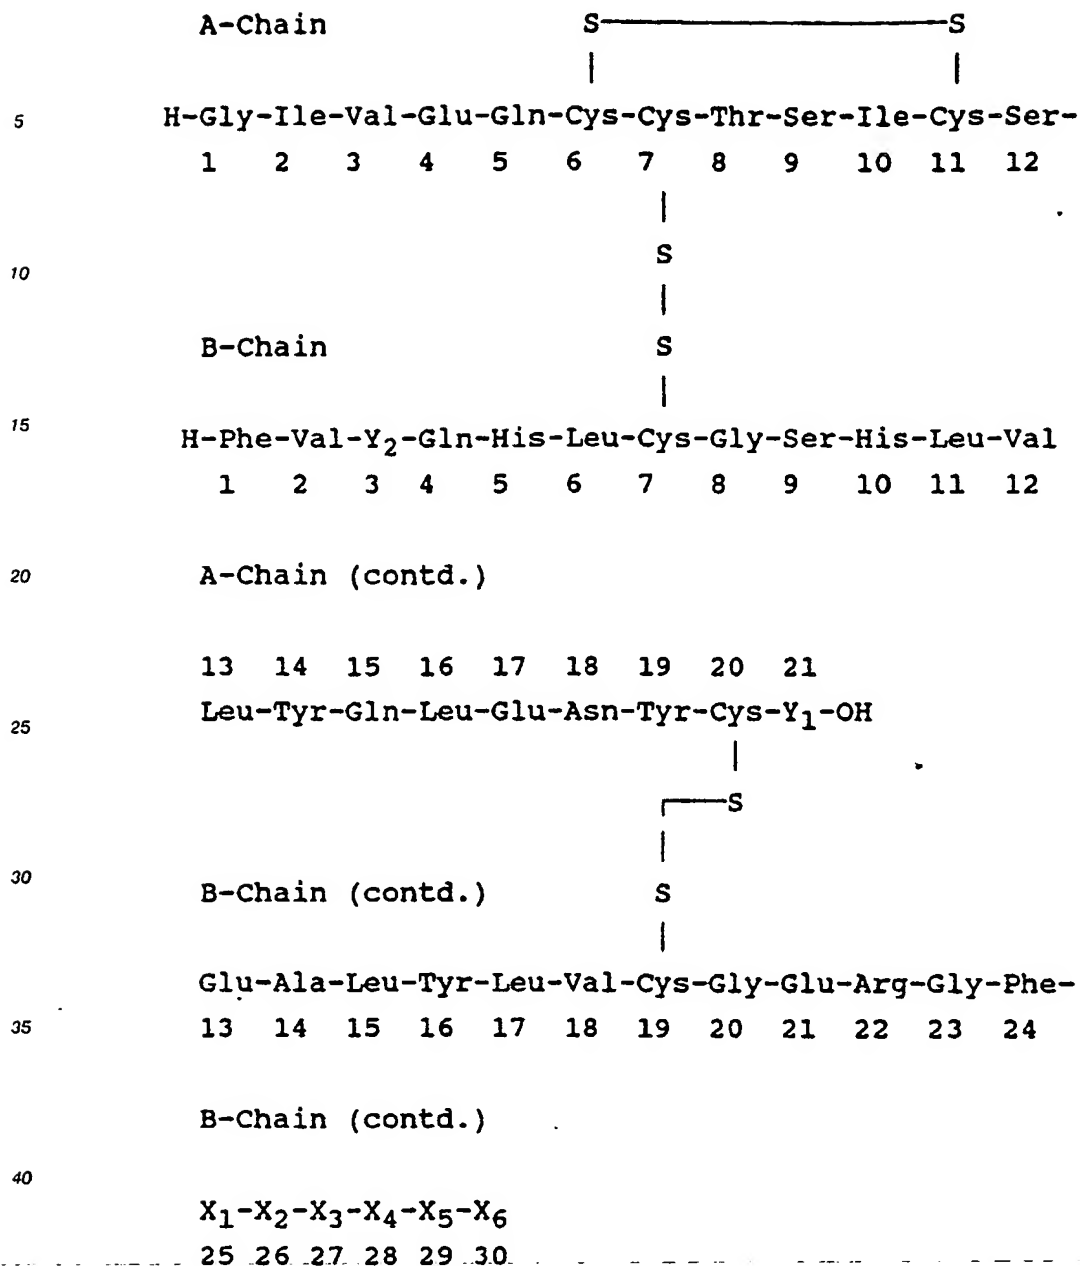 A-Chain S S
5 H-Gly-Ile-Val-Glu-Gln-Cys-Cys-Thr-Ser-Ile-Cys-Ser-
1 2 3 4 5 6 7 8 9 10 11 12
10 S
B-Chain S
15 H-Phe-Val-Y2-Gln-His-Leu-Cys-Gly-Ser-His-Leu-Val
1 2 3 4 5 6 7 8 9 10 11 12
20 A-Chain (contd.)
13 14 15 16 17 18 19 20 21
25 Leu-Tyr-Gln-Leu-Glu-Asn-Tyr-Cys-Y1-OH
S
30 B-Chain (contd.) S
Glu-Ala-Leu-Tyr-Leu-Val-Cys-Gly-Glu-Arg-Gly-Phe-
35 13 14 15 16 17 18 19 20 21 22 23 24
B-Chain (contd.)
40
X1-X2-X3-X4-X5-X6
25 26 27 28 29 30